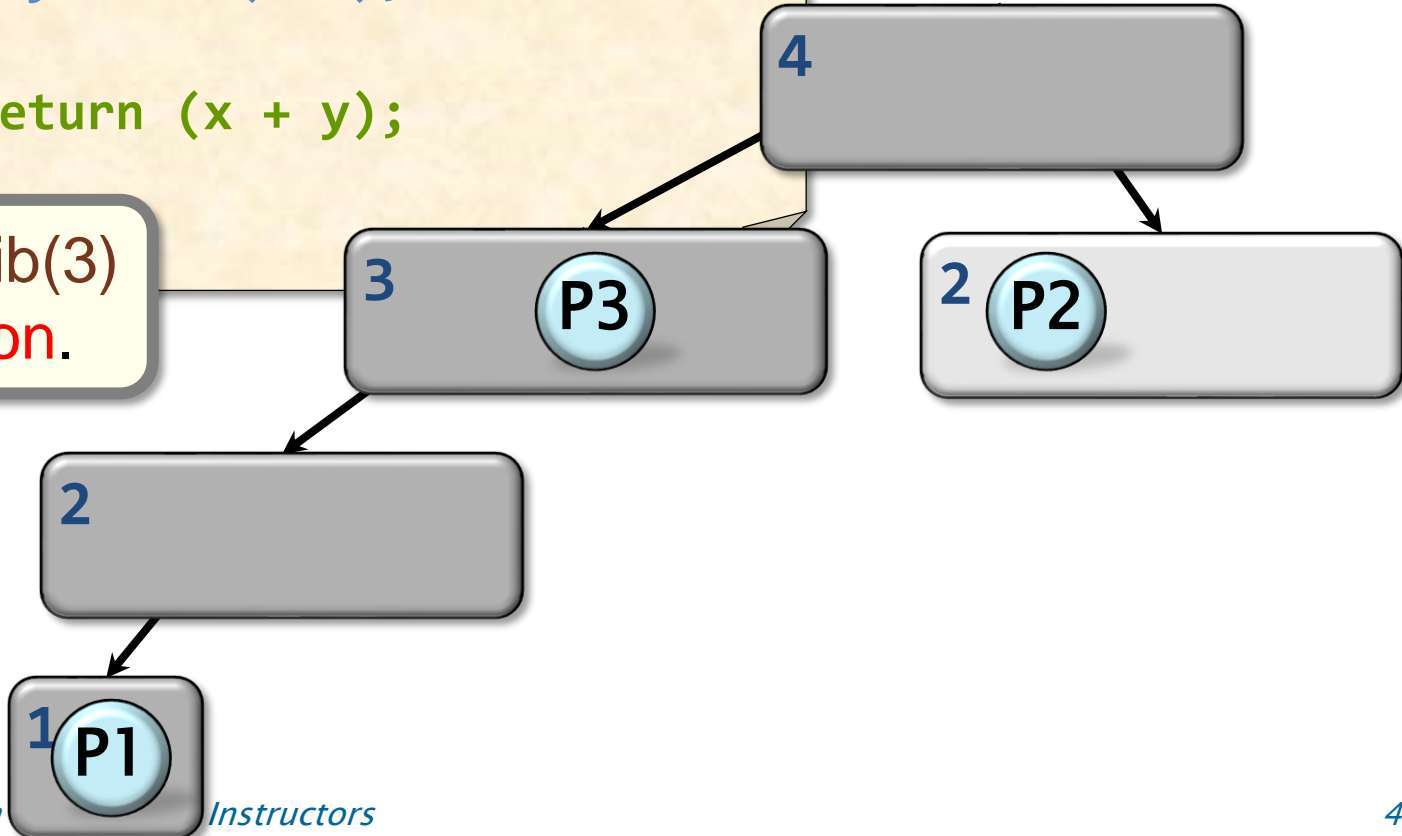 eturn (x + y);
ib(3)
on.
4
3
P3
2
P2
2
1
P1
Instructors
4